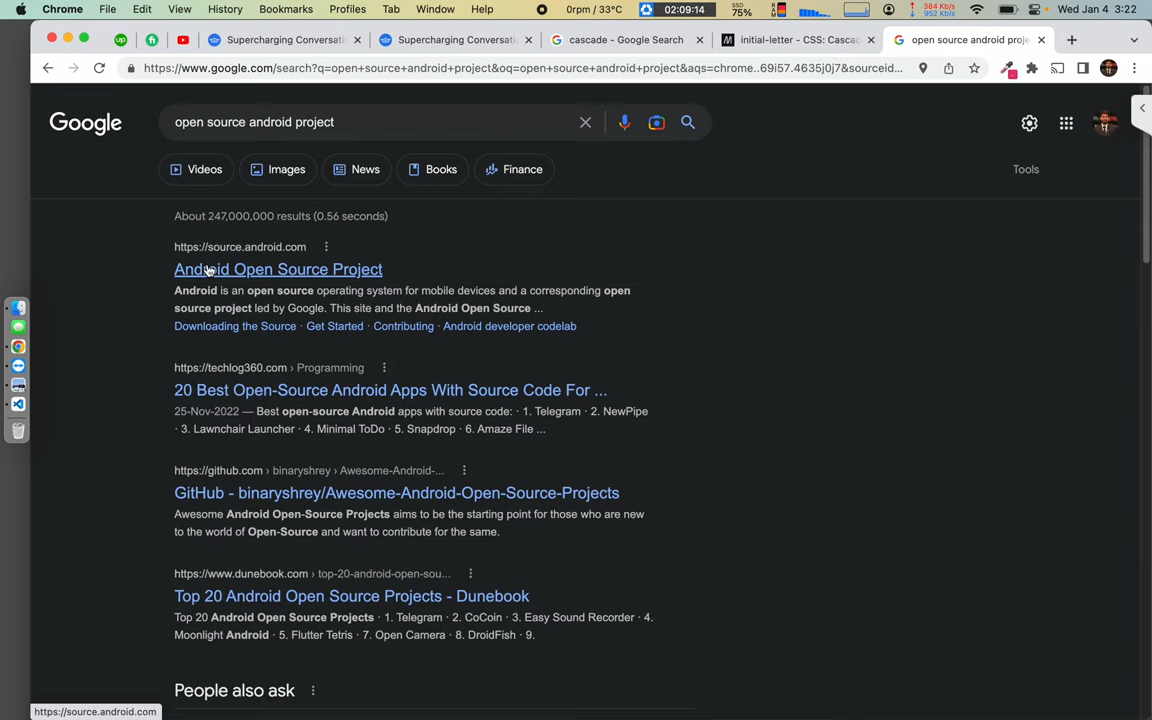 Chrome File Edit View History Bookmarks Profiles Tab Window Help 0rpm / 33°C 02:09:14 SSD 75% 384 Kb/s 962 Kb/s Wed Jan 4 3:22
Supercharging Conversati Supercharging Conversati cascade - Google Search initial-letter - CSS: Casca open source android proje
https://www.google.com/search?q=open+source+android+project&oq=open+source+android+project&aqs=chrome..69i57.4635j0j7&sourceid...
Google open source android project
Videos Images News Books Finance Tools
About 247,000,000 results (0.56 seconds)
https://source.android.com
Android Open Source Project
Android is an open source operating system for mobile devices and a corresponding open
source project led by Google. This site and the Android Open Source ...
Downloading the Source · Get Started · Contributing · Android developer codelab
https://techlog360.com › Programming
20 Best Open-Source Android Apps With Source Code For ...
25-Nov-2022 — Best open-source Android apps with source code: · 1. Telegram · 2. NewPipe
· 3. Lawnchair Launcher · 4. Minimal ToDo · 5. Snapdrop · 6. Amaze File ...
https://github.com › binaryshrey › Awesome-Android-...
GitHub - binaryshrey/Awesome-Android-Open-Source-Projects
Awesome Android Open-Source Projects aims to be the starting point for those who are new
to the world of Open-Source and want to contribute for the same.
https://www.dunebook.com › top-20-android-open-sou...
Top 20 Android Open Source Projects - Dunebook
Top 20 Android Open Source Projects · 1. Telegram · 2. CoCoin · 3. Easy Sound Recorder · 4.
Moonlight Android · 5. Flutter Tetris · 7. Open Camera · 8. DroidFish · 9.
People also ask
https://source.android.com